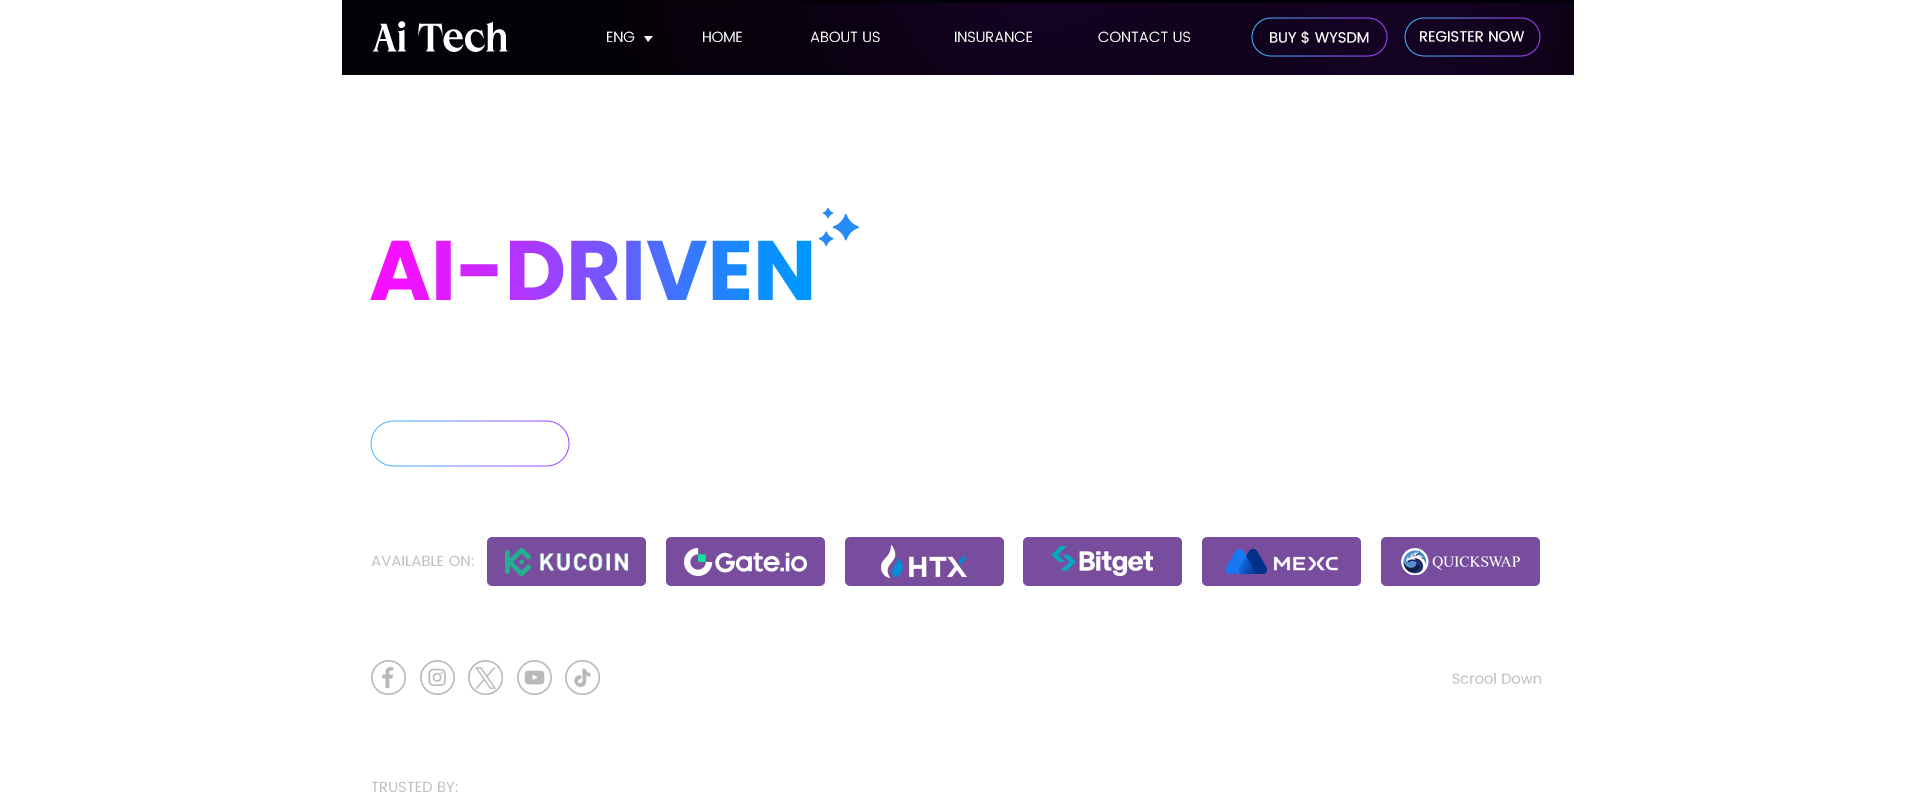 Ai Tech
ENG
HOME
ABOUT US
INSURANCE
CONTACT US
BUY $ WYSDM
REGISTER NOW
AI-DRIVEN
AVAILABLE ON:
KUCOIN
Gate.io
HTX
Bitget
MEXC
QUICKSWAP
Scrool Down
TRUSTED BY: